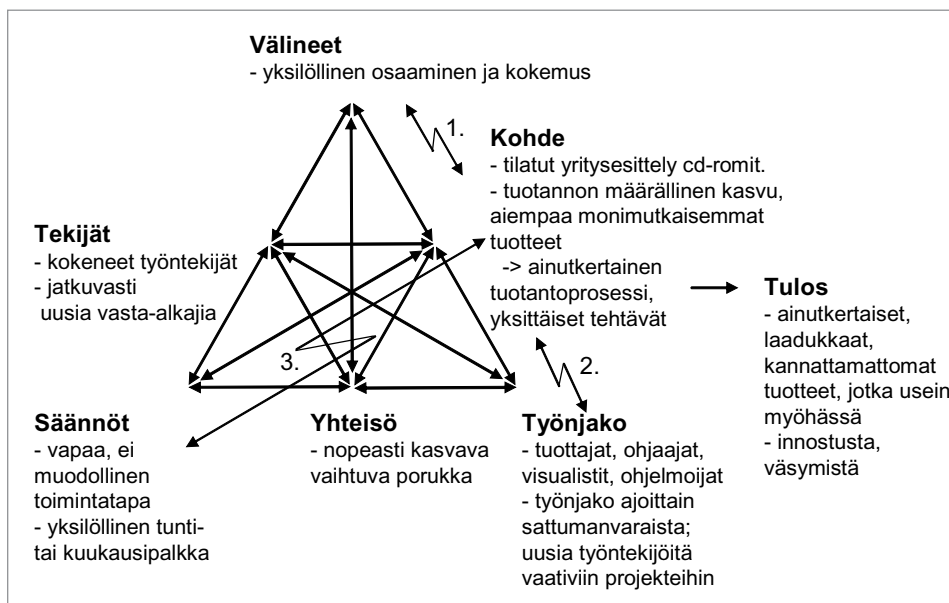 Välineet
- yksilöllinen osaaminen ja kokemus
1.
Kohde
- tilatut yritysesittely cd-romit.
- tuotannon määrällinen kasvu,
aiempaa monimutkaisemmat
tuotteet
-> ainutkertainen
tuotantoprosessi,
yksittäiset tehtävät
Tekijät
- kokeneet työntekijät
- jatkuvasti
uusia vasta-alkajia
Tulos
- ainutkertaiset,
laadukkaat,
kannattamattomat
tuotteet, jotka usein
myöhässä
- innostusta,
väsymistä
3.
2.
Säännöt
- vapaa, ei
muodollinen
toimintatapa
- yksilöllinen tunti-
tai kuukausipalkka
Yhteisö
- nopeasti kasvava
vaihtuva porukka
Työnjako
- tuottajat, ohjaajat,
visualistit, ohjelmoijat
- työnjako ajoittain
sattumanvaraista;
uusia työntekijöitä
vaativiin projekteihin